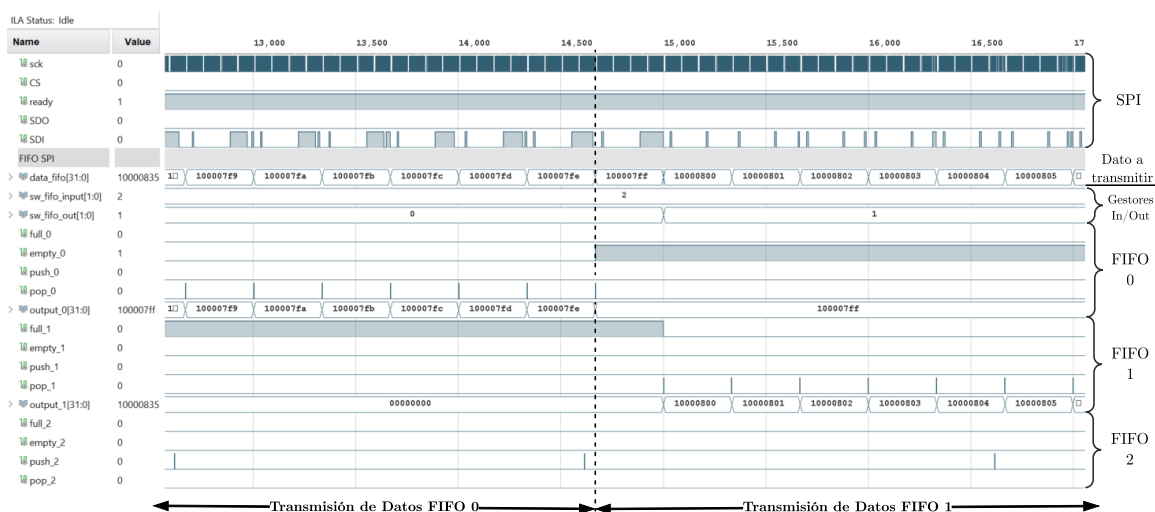 ILA Status: Idle
Name Value 13,000 13,500 14,000 14,500 15,000 15,500 16,000 16,500 17
sck 0
CS 0
ready 1
SPI
SDO 0
SDI 0
FIFO SPI
Dato a transmitir
data_fifo[31:0] 10000835 1 100007f9 100007fa 100007fb 100007fc 100007fd 100007fe 100007ff 10000800 10000801 10000802 10000803 10000804 10000805
sw_fifo_input[1:0] 2 2
sw_fifo_out[1:0] 1 0 1
Gestores In/Out
full_0 0
empty_0 1
push_0 0
FIFO 0
pop_0 0
output_0[31:0] 100007ff 1 100007f9 100007fa 100007fb 100007fc 100007fd 100007fe 100007ff
full_1 0
empty_1 0
push_1 0
FIFO 1
pop_1 0
output_1[31:0] 10000835 00000000 10000800 10000801 10000802 10000803 10000804 10000805
full_2 0
empty_2 0
push_2 0
FIFO 2
pop_2 0
Transmisión de Datos FIFO 0 Transmisión de Datos FIFO 1